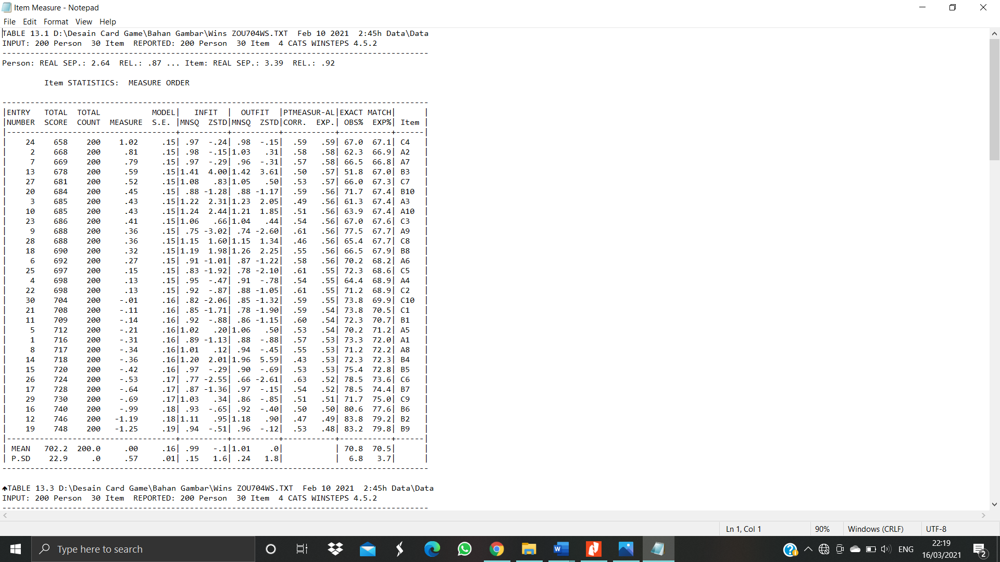 Item Measure - Notepad
File Edit Format View Help
TABLE 13.1 D:\Desain Card Game\Bahan Gambar\Wins ZOU704WS.TXT  Feb 10 2021  2:45h Data\Data
INPUT: 200 Person  30 Item  REPORTED: 200 Person  30 Item  4 CATS WINSTEPS 4.5.2
-------------------------------------------------------------------------------------------
Person: REAL SEP.: 2.64  REL.: .87 ... Item: REAL SEP.: 3.39  REL.: .92
         Item STATISTICS:  MEASURE ORDER
-------------------------------------------------------------------------------------------
|ENTRY   TOTAL  TOTAL           MODEL|   INFIT  |  OUTFIT  |PTMEASUR-AL|EXACT MATCH|      |
|NUMBER  SCORE  COUNT  MEASURE  S.E. |MNSQ  ZSTD|MNSQ  ZSTD|CORR.  EXP.| OBS%  EXP%| Item |
|------------------------------------+----------+----------+-----------+-----------+------|
|    24    658    200    1.02     .15| .97  -.24| .98  -.15|  .59   .59| 67.0  67.1| C4   |
|     2    668    200     .81     .15| .98  -.15|1.03   .31|  .58   .58| 62.3  66.9| A2   |
|     7    669    200     .79     .15| .97  -.29| .96  -.31|  .57   .58| 66.5  66.8| A7   |
|    13    678    200     .59     .15|1.41  4.00|1.42  3.61|  .50   .57| 51.8  67.0| B3   |
|    27    681    200     .52     .15|1.08   .83|1.05   .50|  .53   .57| 66.0  67.3| C7   |
|    20    684    200     .45     .15| .88 -1.28| .88 -1.17|  .59   .56| 71.7  67.4| B10  |
|     3    685    200     .43     .15|1.22  2.31|1.23  2.05|  .49   .56| 61.3  67.4| A3   |
|    10    685    200     .43     .15|1.24  2.44|1.21  1.85|  .51   .56| 63.9  67.4| A10  |
|    23    686    200     .41     .15|1.06   .66|1.04   .44|  .54   .56| 67.0  67.6| C3   |
|     9    688    200     .36     .15| .75 -3.02| .74 -2.60|  .61   .56| 77.5  67.7| A9   |
|    28    688    200     .36     .15|1.15  1.60|1.15  1.34|  .46   .56| 65.4  67.7| C8   |
|    18    690    200     .32     .15|1.19  1.98|1.26  2.25|  .55   .56| 66.5  67.9| B8   |
|     6    692    200     .27     .15| .91 -1.01| .87 -1.22|  .58   .56| 70.2  68.2| A6   |
|    25    697    200     .15     .15| .83 -1.92| .78 -2.10|  .61   .55| 72.3  68.6| C5   |
|     4    698    200     .13     .15| .95  -.47| .91  -.78|  .54   .55| 64.4  68.9| A4   |
|    22    698    200     .13     .15| .92  -.87| .88 -1.05|  .61   .55| 71.2  68.9| C2   |
|    30    704    200    -.01     .16| .82 -2.06| .85 -1.32|  .59   .55| 73.8  69.9| C10  |
|    21    708    200    -.11     .16| .85 -1.71| .78 -1.90|  .59   .54| 73.8  70.5| C1   |
|    11    709    200    -.14     .16| .92  -.88| .86 -1.15|  .60   .54| 72.3  70.7| B1   |
|     5    712    200    -.21     .16|1.02   .20|1.06   .50|  .53   .54| 70.2  71.2| A5   |
|     1    716    200    -.31     .16| .89 -1.13| .88  -.88|  .57   .53| 73.3  72.0| A1   |
|     8    717    200    -.34     .16|1.01   .12| .94  -.45|  .55   .53| 71.2  72.2| A8   |
|    14    718    200    -.36     .16|1.20  2.01|1.96  5.59|  .43   .53| 72.3  72.3| B4   |
|    15    720    200    -.42     .16| .97  -.29| .90  -.69|  .53   .53| 75.4  72.8| B5   |
|    26    724    200    -.53     .17| .77 -2.55| .66 -2.61|  .63   .52| 78.5  73.6| C6   |
|    17    728    200    -.64     .17| .87 -1.36| .97  -.15|  .54   .52| 78.5  74.4| B7   |
|    29    730    200    -.69     .17|1.03   .34| .86  -.85|  .51   .51| 71.7  75.0| C9   |
|    16    740    200    -.99     .18| .93  -.65| .92  -.40|  .50   .50| 80.6  77.6| B6   |
|    12    746    200   -1.19     .18|1.11   .95|1.18   .90|  .47   .49| 83.8  79.2| B2   |
|    19    748    200   -1.25     .19| .94  -.51| .96  -.12|  .53   .48| 83.2  79.8| B9   |
|------------------------------------+----------+----------+-----------+-----------+------|
| MEAN   702.2  200.0     .00     .16| .99   -.1|1.01    .0|           | 70.8  70.5|      |
| P.SD    22.9     .0     .57     .01| .15   1.6| .24   1.8|           |  6.8   3.7|      |
-------------------------------------------------------------------------------------------
TABLE 13.3 D:\Desain Card Game\Bahan Gambar\Wins ZOU704WS.TXT  Feb 10 2021  2:45h Data\Data
INPUT: 200 Person  30 Item  REPORTED: 200 Person  30 Item  4 CATS WINSTEPS 4.5.2
-------------------------------------------------------------------------------------------
Ln 1, Col 1 90% Windows (CRLF) UTF-8
Type here to search
ENG
22:19
16/03/2021
2